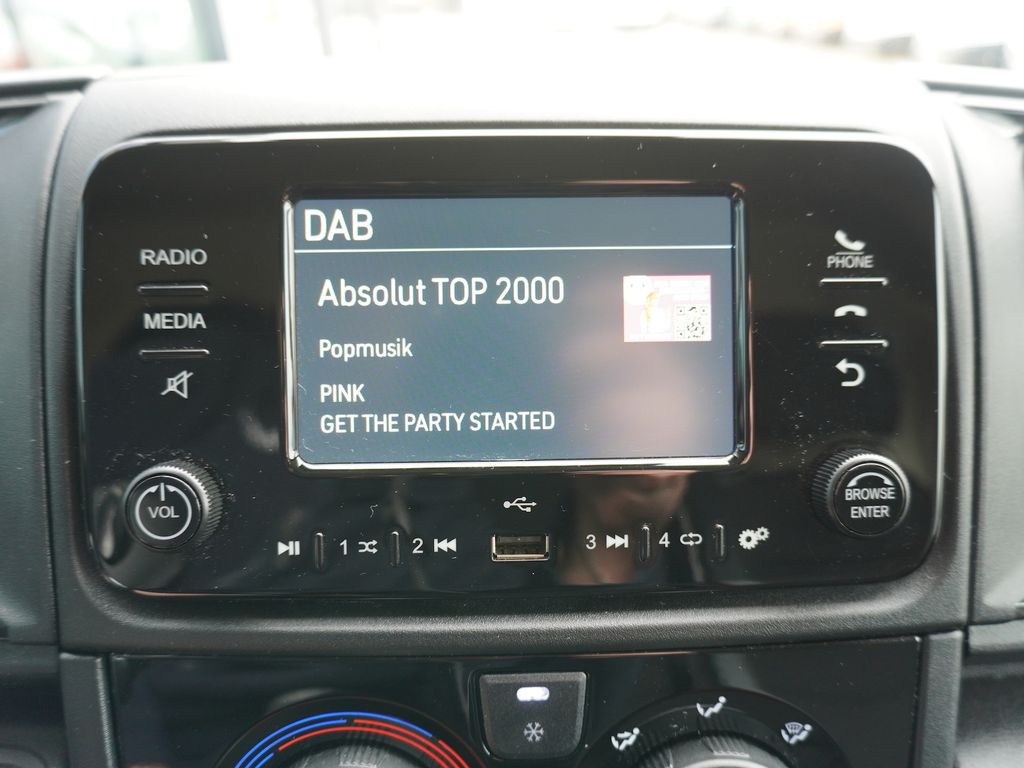 DAB
Absolut TOP 2000
Popmusik
PINK
GET THE PARTY STARTED
RADIO
MEDIA
PHONE
VOL
BROWSE
ENTER
1
2
3
4